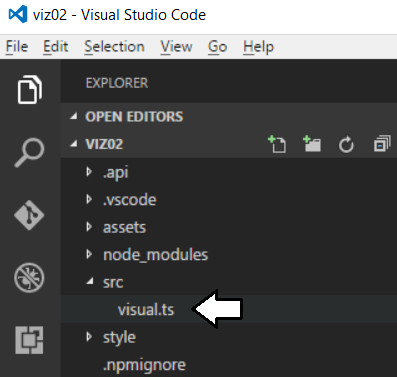 viz02 - Visual Studio Code
File Edit Selection View Go Help
EXPLORER
OPEN EDITORS
VIZ02
.api
.vscode
assets
node_modules
src
visual.ts
style
.npmignore